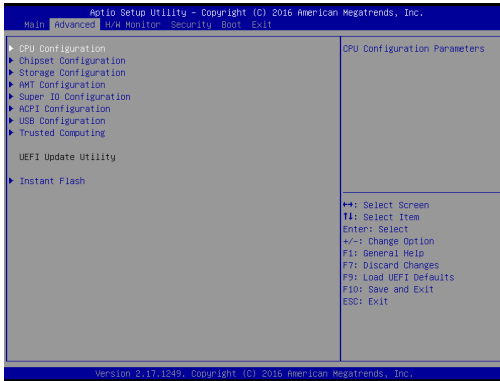 Aptio Setup Utility – Copyright (C) 2016 American Megatrends, Inc.
Main Advanced H/W Monitor Security Boot Exit
CPU Configuration
Chipset Configuration
Storage Configuration
AMT Configuration
Super IO Configuration
ACPI Configuration
USB Configuration
Trusted Computing
UEFI Update Utility
Instant Flash
CPU Configuration Parameters
↔: Select Screen
↑↓: Select Item
Enter: Select
+/-: Change Option
F1: General Help
F7: Discard Changes
F9: Load UEFI Defaults
F10: Save and Exit
ESC: Exit
Version 2.17.1249. Copyright (C) 2016 American Megatrends, Inc.